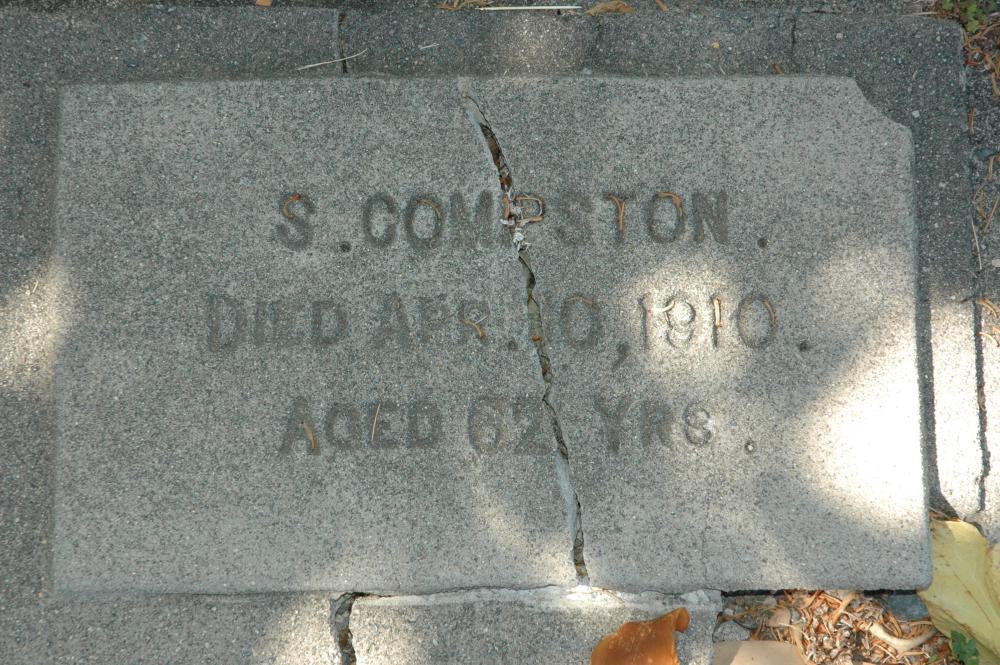 S. COMPSTON.
DIED APR. 10, 1910.
AGED 62 YRS.